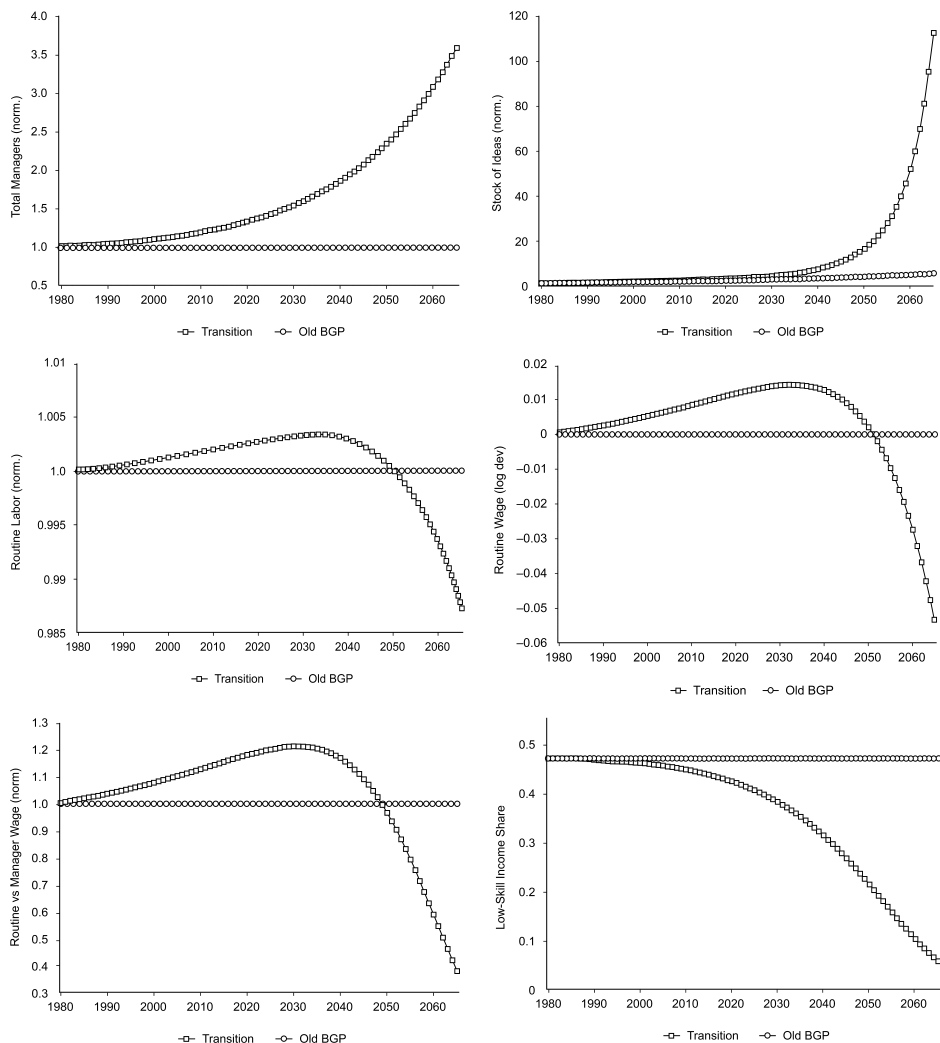 Total Managers (norm.)
4.0
3.5
3.0
2.5
2.0
1.5
1.0
0.5
1980 1990 2000 2010 2020 2030 2040 2050 2060
Transition Old BGP
Stock of Ideas (norm.)
120
100
80
60
40
20
0
1980 1990 2000 2010 2020 2030 2040 2050 2060
Transition Old BGP
Routine Labor (norm.)
1.01
1.005
1.0
0.995
0.99
0.985
1980 1990 2000 2010 2020 2030 2040 2050 2060
Transition Old BGP
Routine Wage (log dev)
0.02
0.01
0
–0.01
–0.02
–0.03
–0.04
–0.05
–0.06
1980 1990 2000 2010 2020 2030 2040 2050 2060
Transition Old BGP
Routine vs Manager Wage (norm)
1.3
1.2
1.1
1.0
0.9
0.8
0.7
0.6
0.5
0.4
0.3
1980 1990 2000 2010 2020 2030 2040 2050 2060
Transition Old BGP
Low-Skill Income Share
0.5
0.4
0.3
0.2
0.1
0
1980 1990 2000 2010 2020 2030 2040 2050 2060
Transition Old BGP